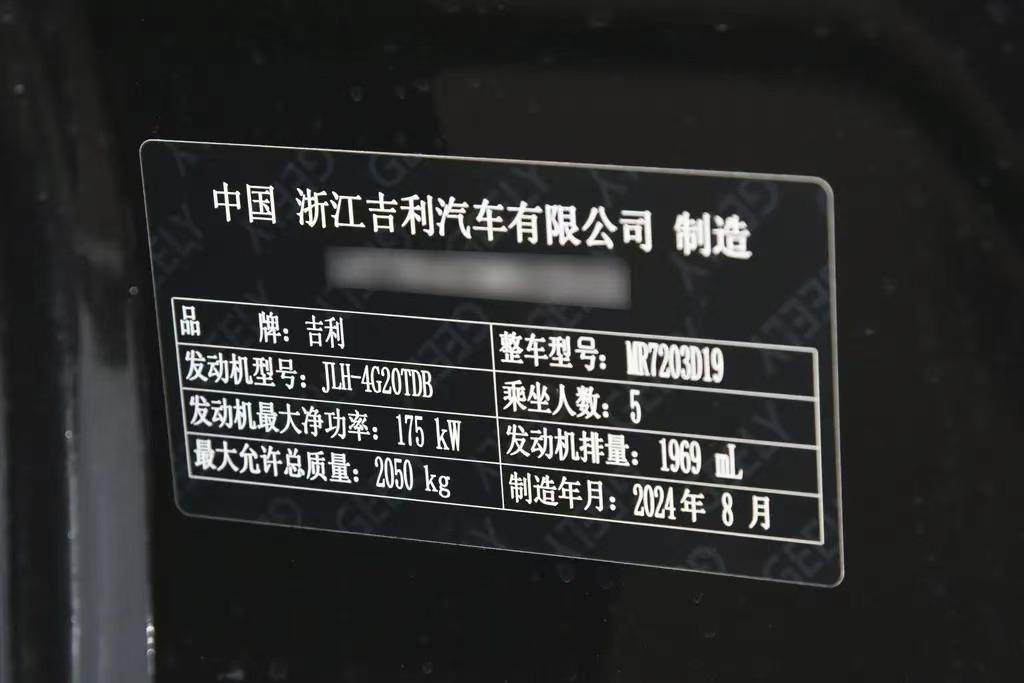 中国 浙江吉利汽车有限公司 制造
品 牌：吉利 整车型号：MR7203D19
发动机型号：JLH-4G20TDB 乘坐人数：5
发动机最大净功率：175 kW 发动机排量：1969 mL
最大允许总质量：2050 kg 制造年月：2024年 8 月